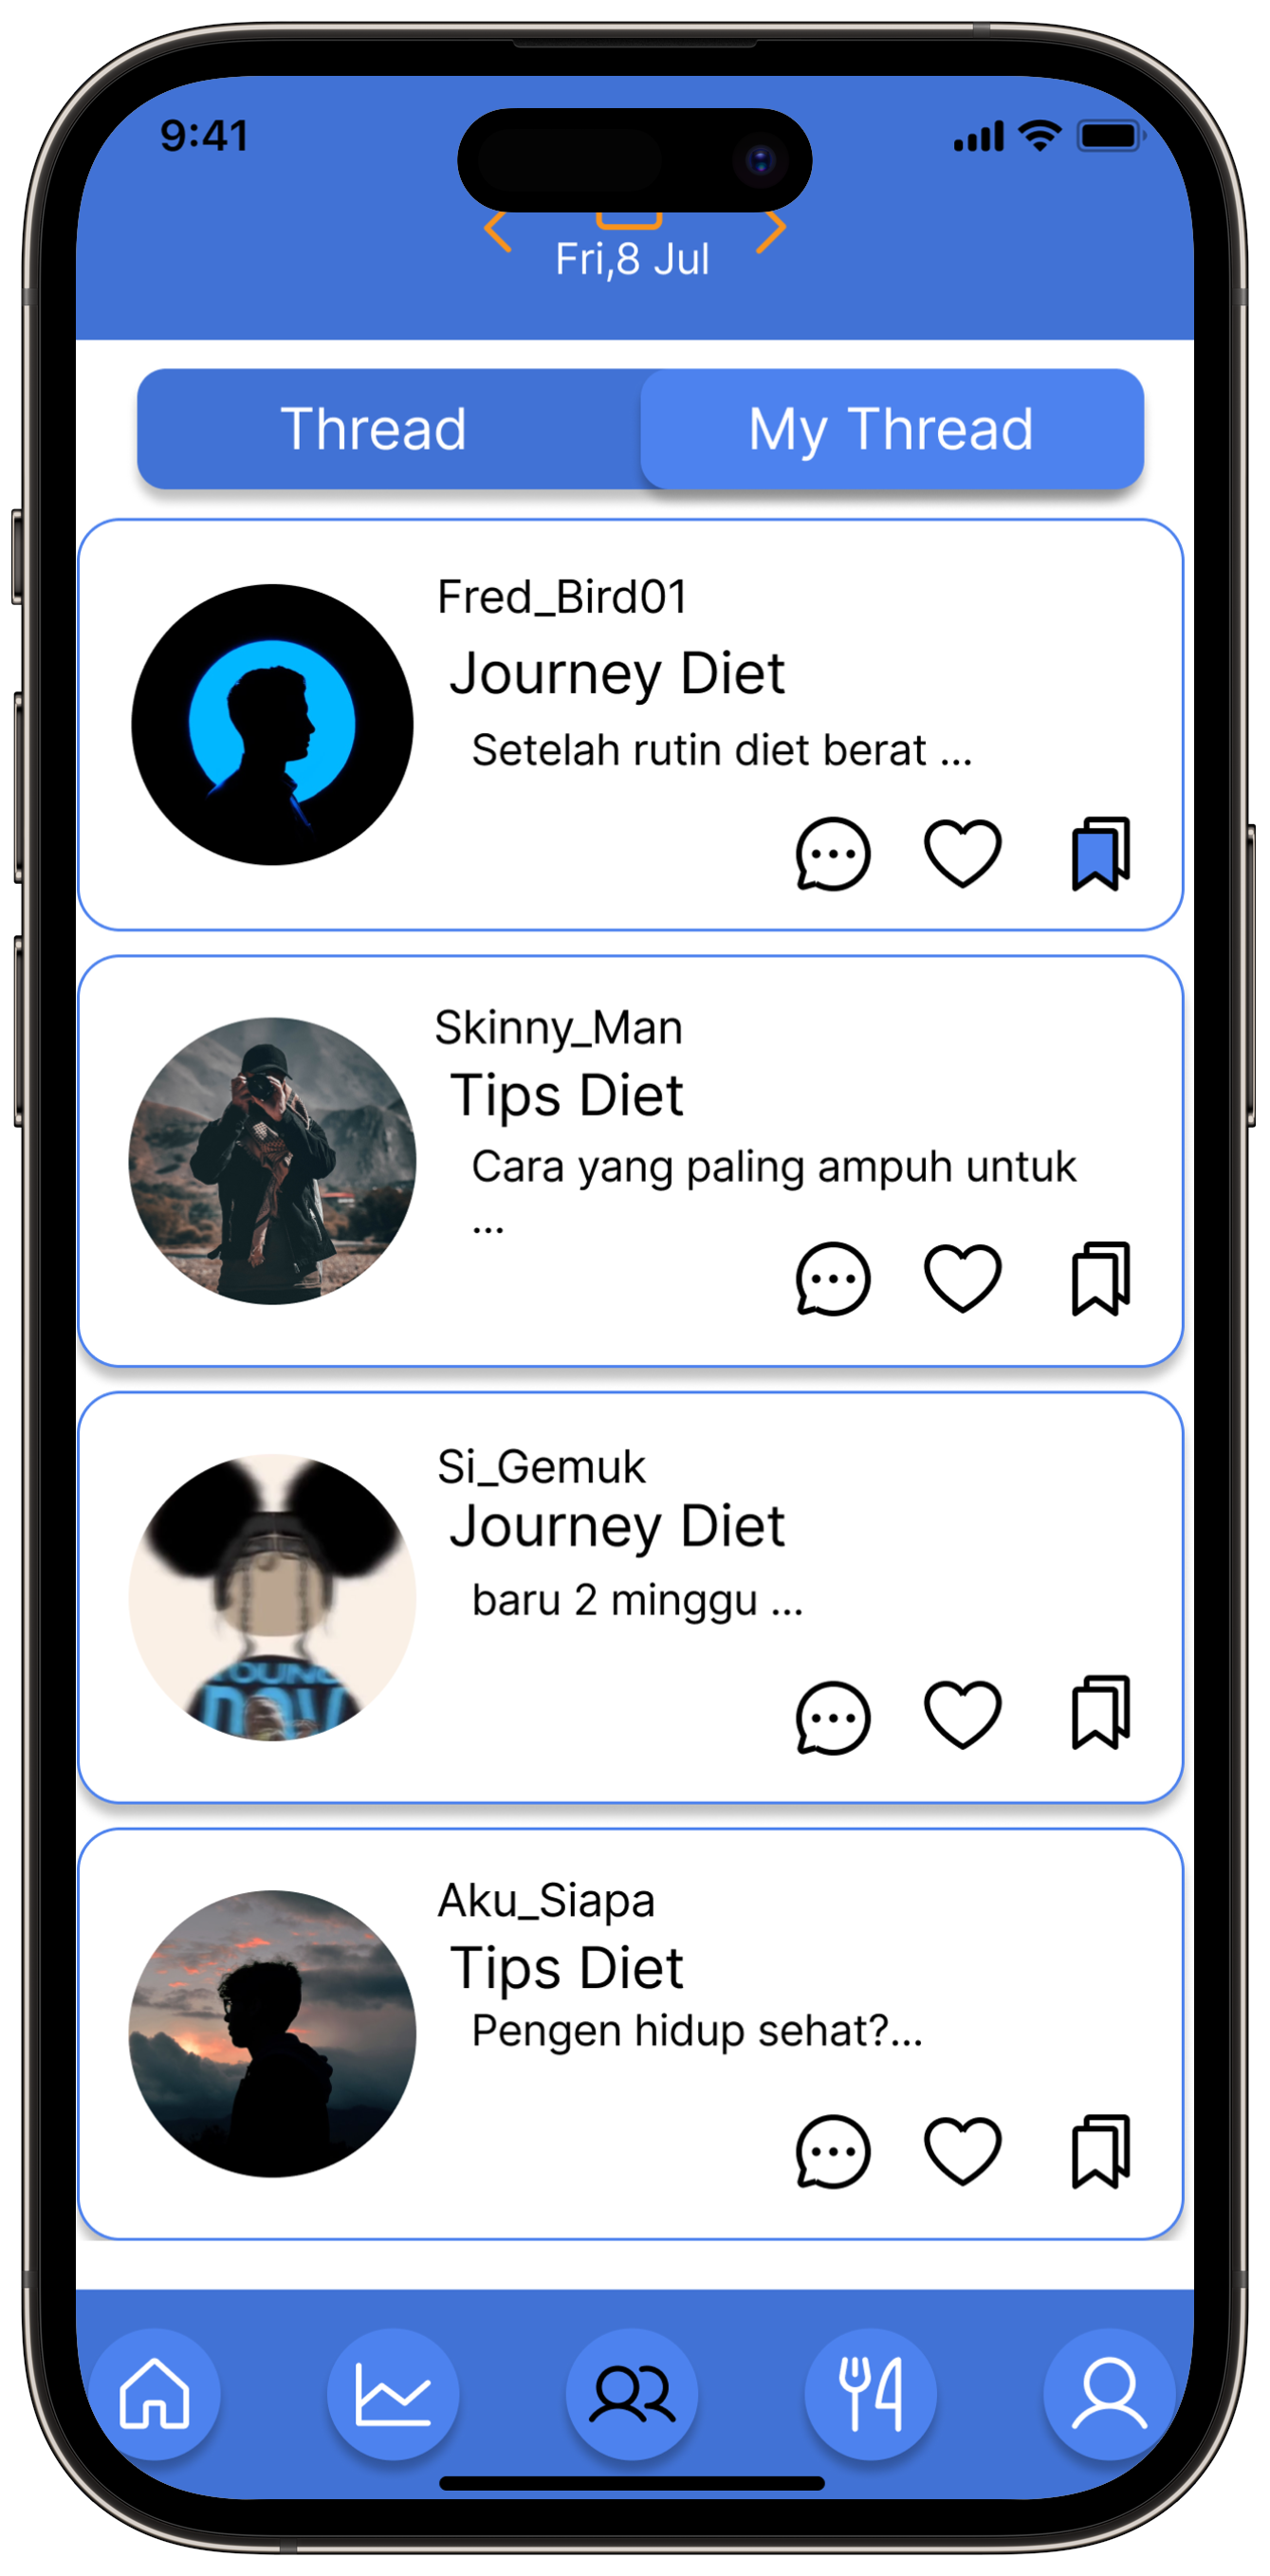 9:41
Fri,8 Jul
Thread
My Thread
Fred_Bird01
Journey Diet
Setelah rutin diet berat ...
Skinny_Man
Tips Diet
Cara yang paling ampuh untuk
...
Si_Gemuk
Journey Diet
baru 2 minggu ...
Aku_Siapa
Tips Diet
Pengen hidup sehat?...